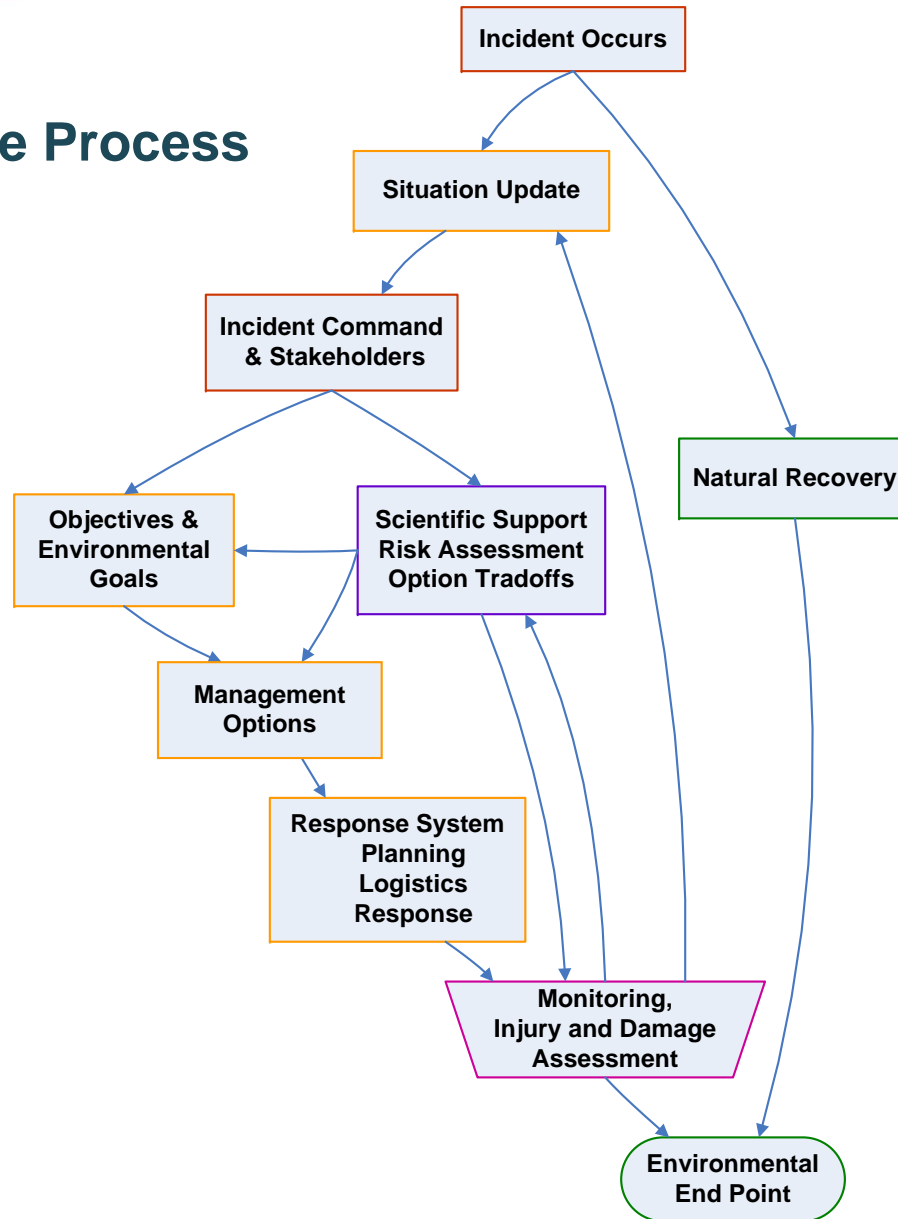 Incident Occurs
e Process
Situation Update
Incident Command
& Stakeholders
Natural Recovery
Objectives &
Environmental
Goals
Scientific Support
Risk Assessment
Option Tradoffs
Management
Options
Response System
Planning
Logistics
Response
Monitoring,
Injury and Damage
Assessment
Environmental
End Point